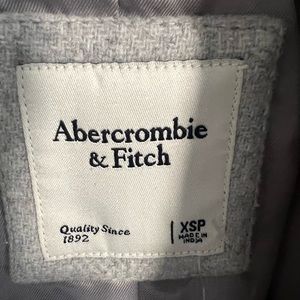 Abercrombie
& Fitch
Quality Since
1892
XSP
MADE IN
INDIA